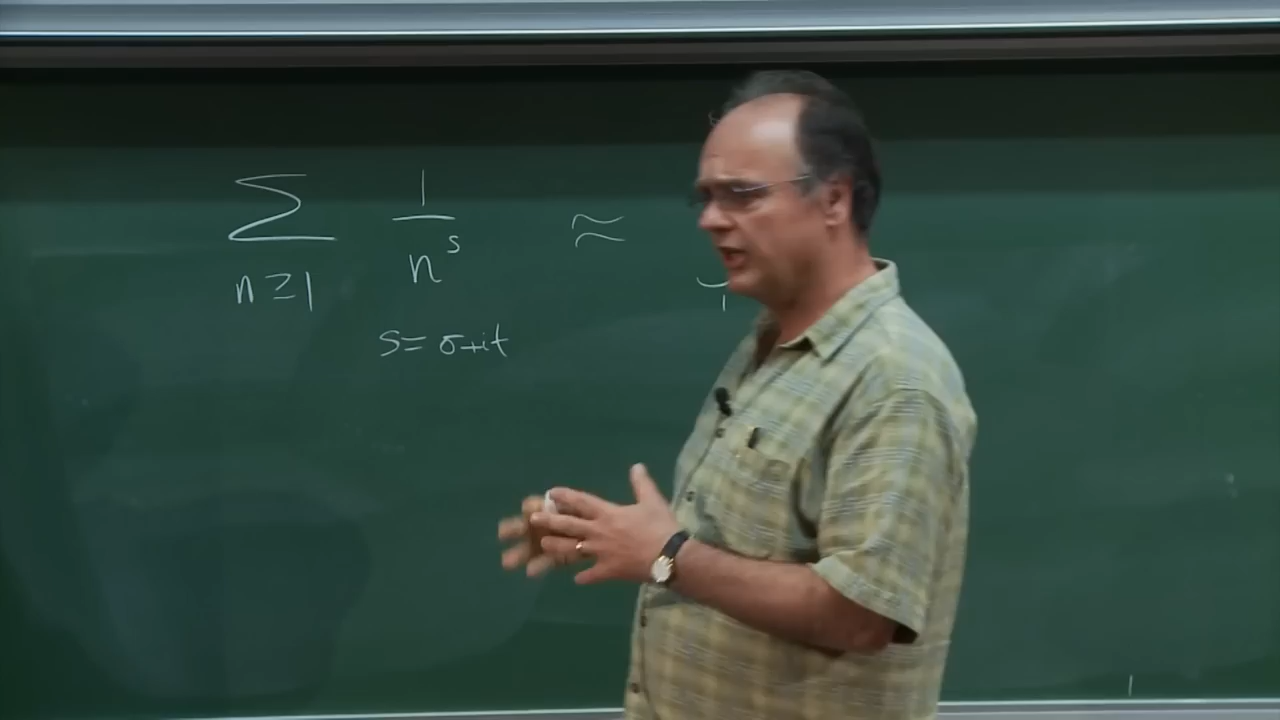 ∑ 1/n^s ≈
n≥1
s= σ+it